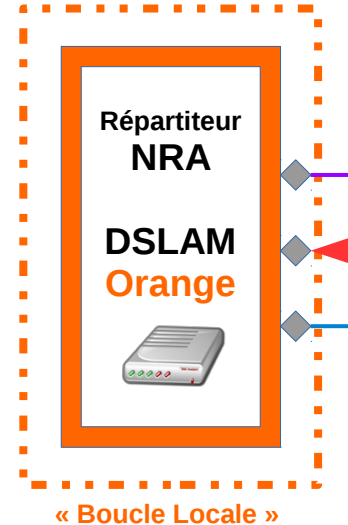 Répartiteur
NRA
DSLAM
Orange
« Boucle Locale »